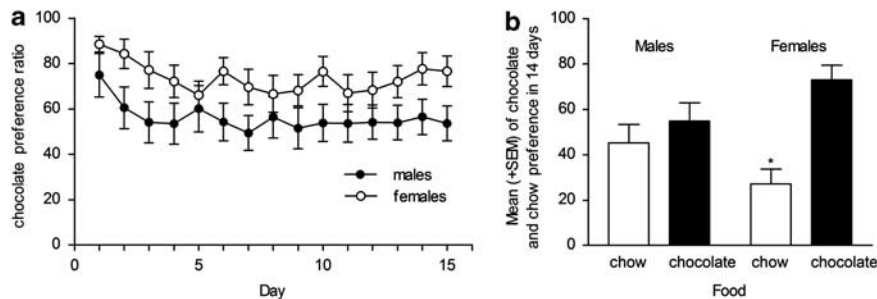 a
chocolate preference ratio
100
80
60
40
20
0
0
5
10
15
Day
males
females
b
Mean (+SEM) of chocolate
and chow preference in 14 days
100
80
60
40
20
0
Males
Females
*
chow
chocolate
chow
chocolate
Food